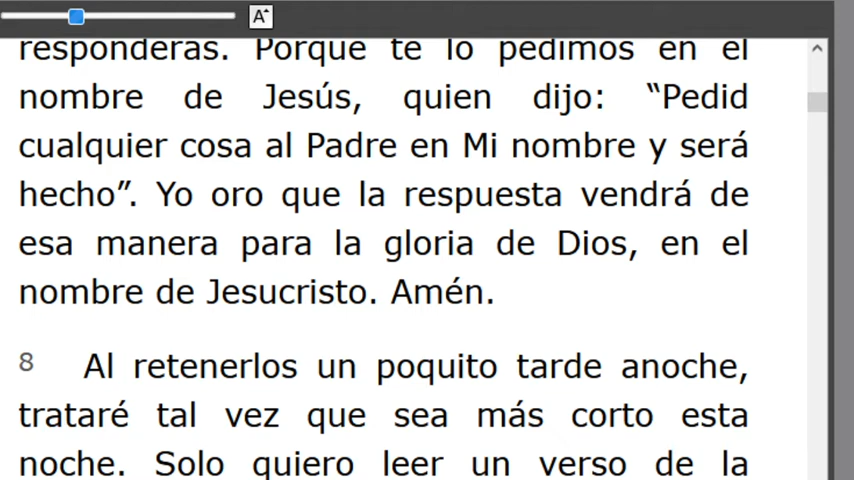 A
responderás. Porque te lo pedimos en el
nombre de Jesús, quien dijo: “Pedid
cualquier cosa al Padre en Mi nombre y será
hecho”. Yo oro que la respuesta vendrá de
esa manera para la gloria de Dios, en el
nombre de Jesucristo. Amén.
8 Al retenerlos un poquito tarde anoche,
trataré tal vez que sea más corto esta
noche. Solo quiero leer un verso de la